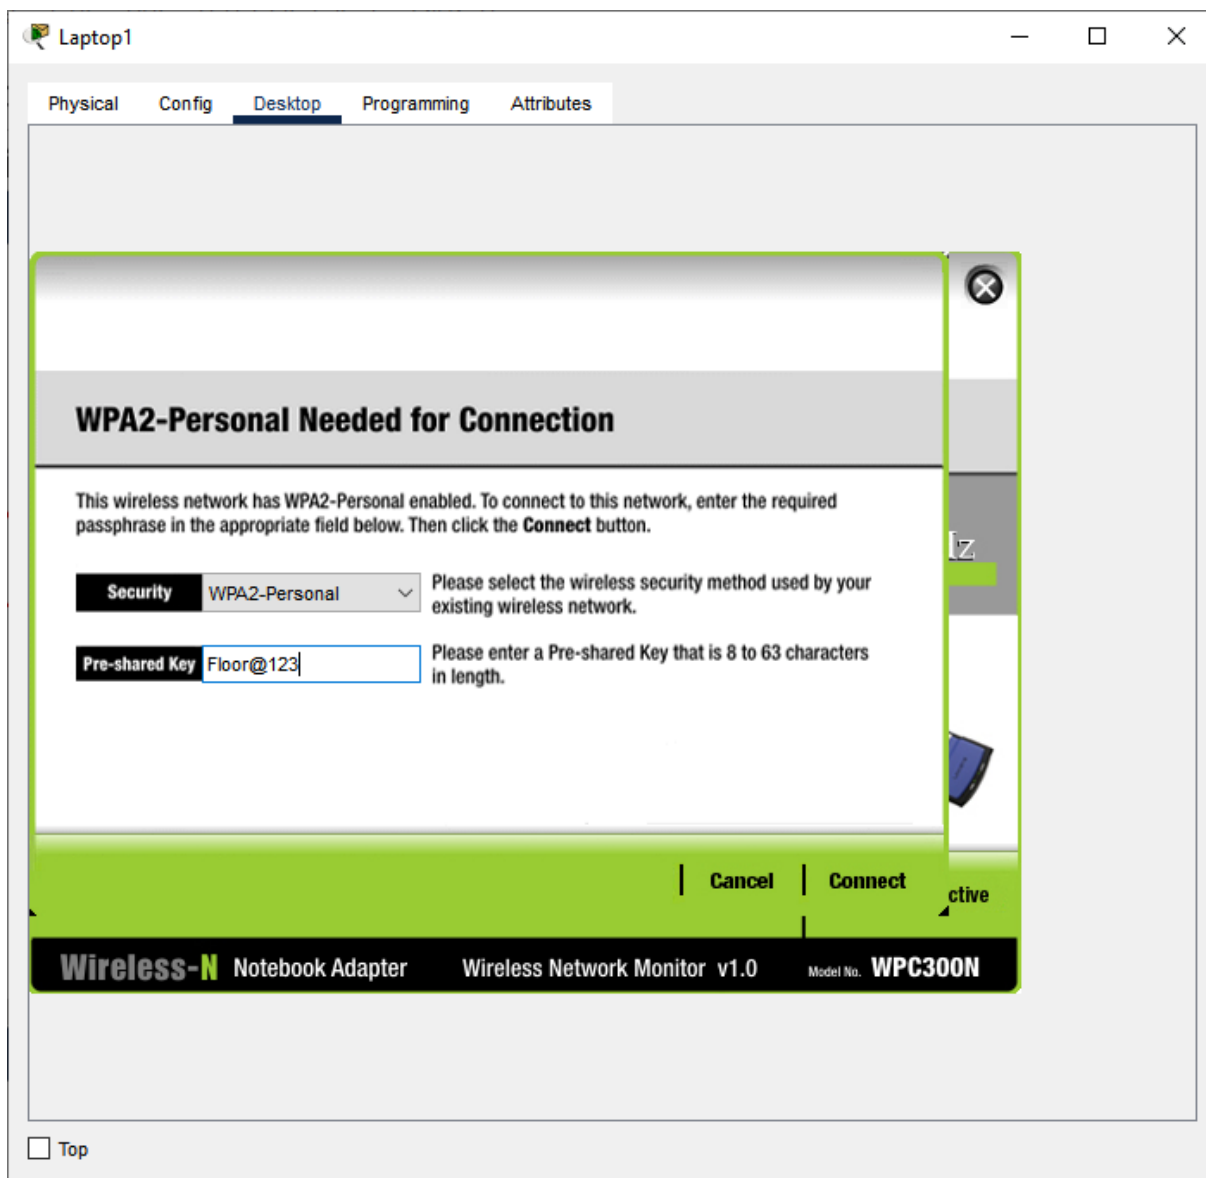 Laptop1
Physical Config Desktop Programming Attributes
WPA2-Personal Needed for Connection
This wireless network has WPA2-Personal enabled. To connect to this network, enter the required
passphrase in the appropriate field below. Then click the Connect button.
Security WPA2-Personal Please select the wireless security method used by your
existing wireless network.
Pre-shared Key Floor@123 Please enter a Pre-shared Key that is 8 to 63 characters
in length.
Cancel Connect
Wireless-N Notebook Adapter Wireless Network Monitor v1.0 Model No. WPC300N
Top